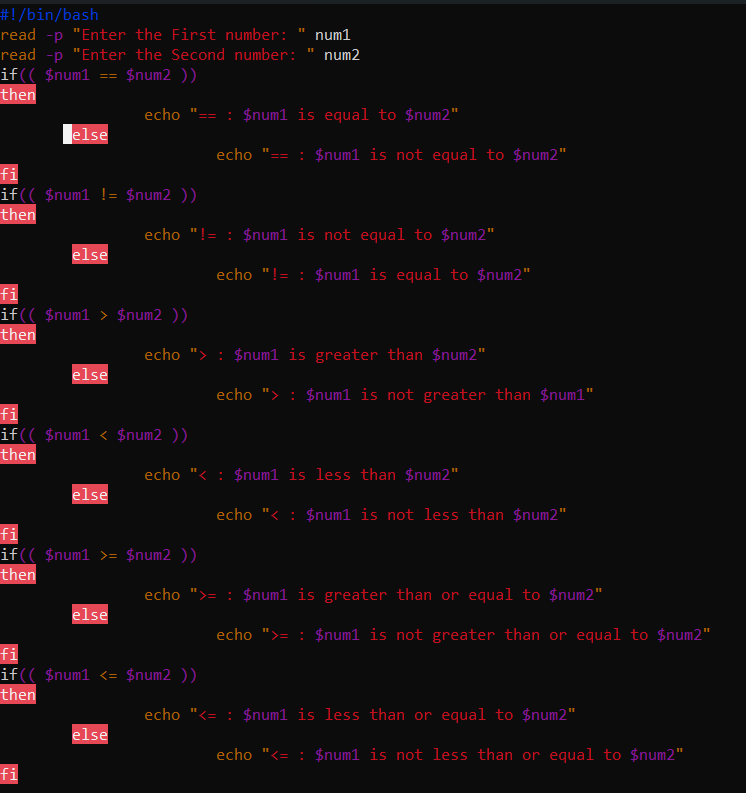 #!/bin/bash
read -p "Enter the First number: " num1
read -p "Enter the Second number: " num2
if(( $num1 == $num2 ))
then
echo "== : $num1 is equal to $num2"
else
echo "== : $num1 is not equal to $num2"
fi
if(( $num1 != $num2 ))
then
echo "!= : $num1 is not equal to $num2"
else
echo "!= : $num1 is equal to $num2"
fi
if(( $num1 > $num2 ))
then
echo "> : $num1 is greater than $num2"
else
echo "> : $num1 is not greater than $num1"
fi
if(( $num1 < $num2 ))
then
echo "< : $num1 is less than $num2"
else
echo "< : $num1 is not less than $num2"
fi
if(( $num1 >= $num2 ))
then
echo ">= : $num1 is greater than or equal to $num2"
else
echo ">= : $num1 is not greater than or equal to $num2"
fi
if(( $num1 <= $num2 ))
then
echo "<= : $num1 is less than or equal to $num2"
else
echo "<= : $num1 is not less than or equal to $num2"
fi